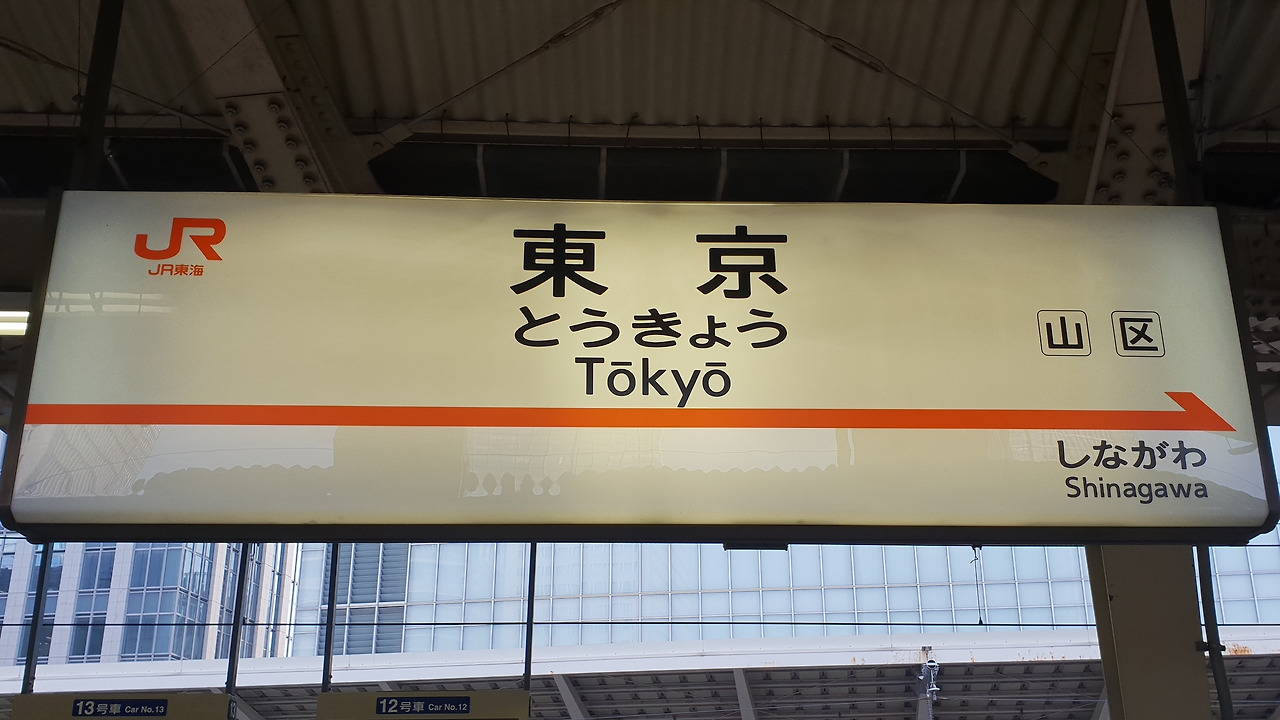 JR
JR東海
東京
とうきょう
Tōkyō
山 区
しながわ
Shinagawa
13号車 Car No.13
12号車 Car No.12